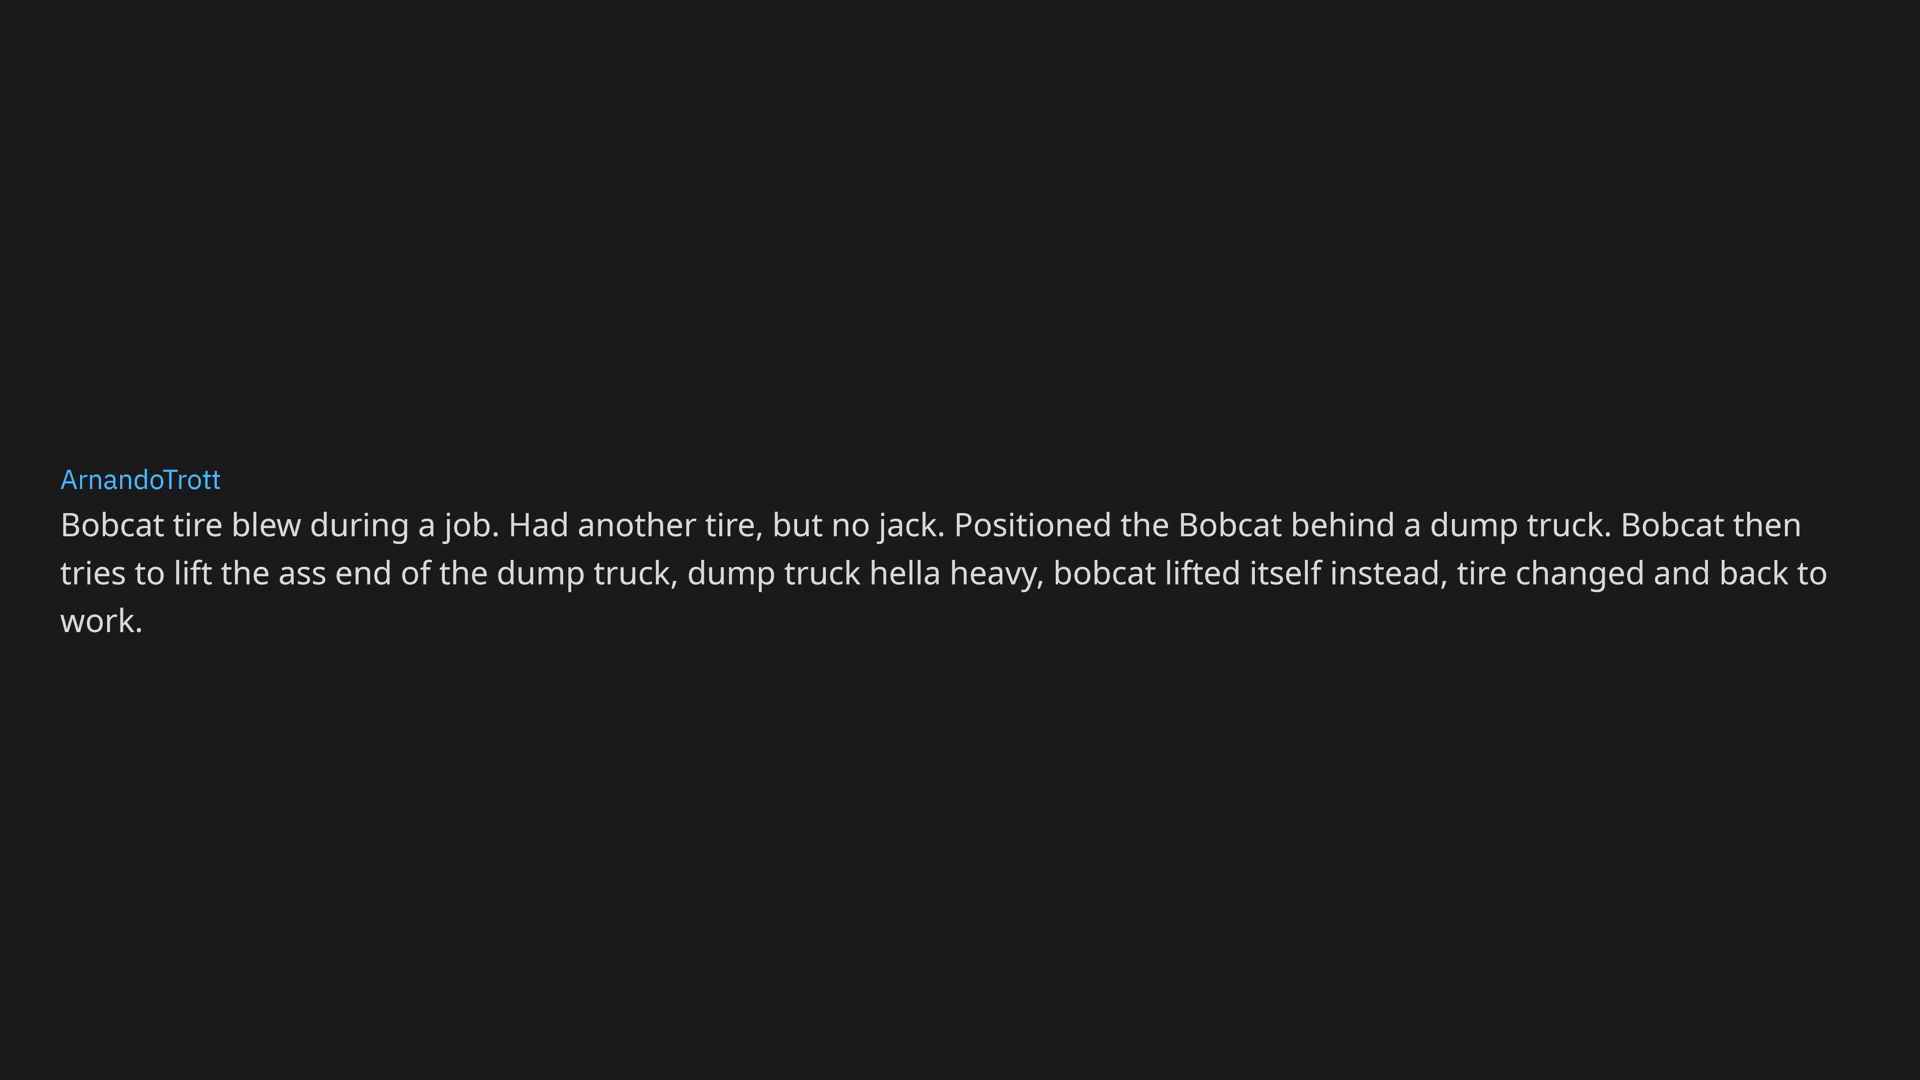 ArnandoTrott
Bobcat tire blew during a job. Had another tire, but no jack. Positioned the Bobcat behind a dump truck. Bobcat then
tries to lift the ass end of the dump truck, dump truck hella heavy, bobcat lifted itself instead, tire changed and back to
work.